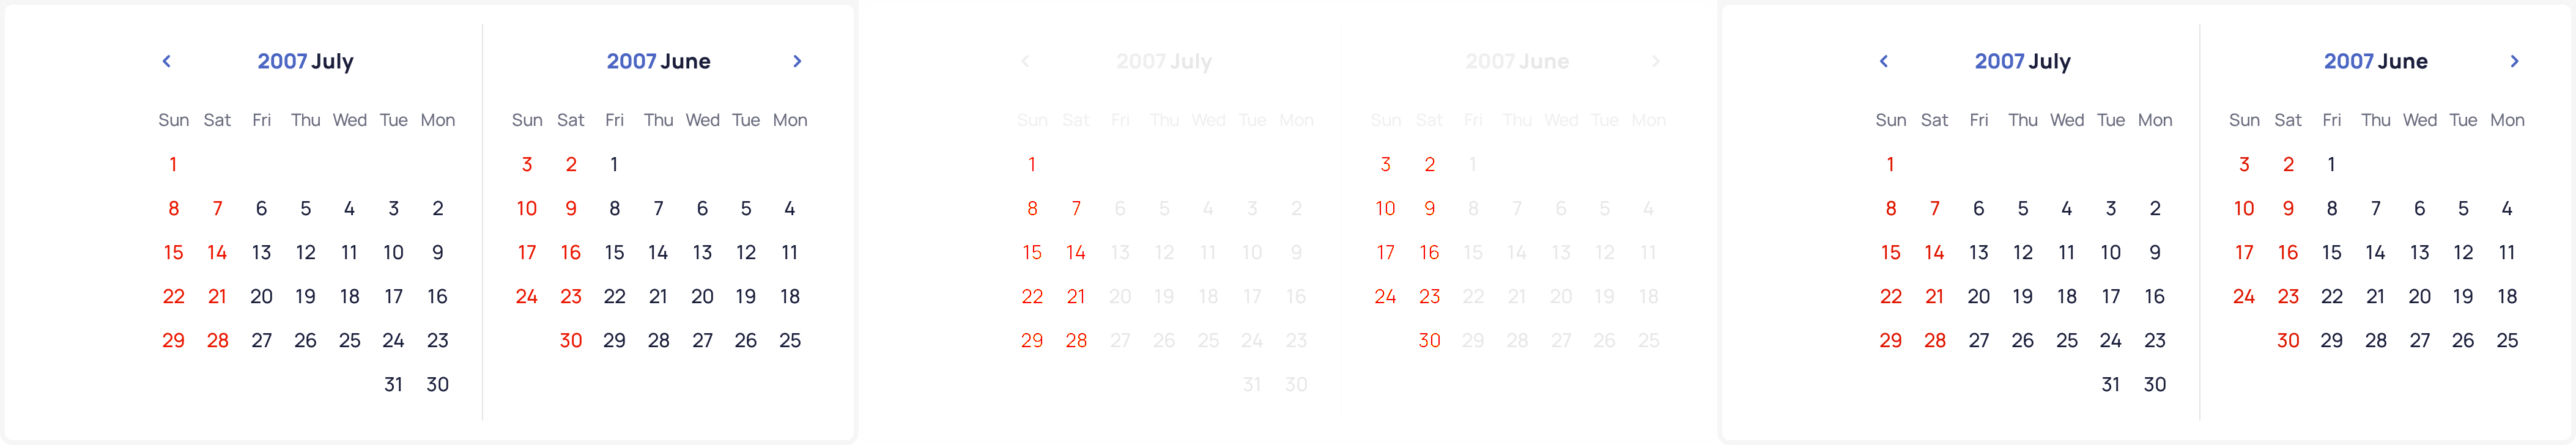 2007 July
Sun Sat Fri Thu Wed Tue Mon
1
8 7 6 5 4 3 2
15 14 13 12 11 10 9
22 21 20 19 18 17 16
29 28 27 26 25 24 23
31 30
2007 June
Sun Sat Fri Thu Wed Tue Mon
3 2 1
10 9 8 7 6 5 4
17 16 15 14 13 12 11
24 23 22 21 20 19 18
30 29 28 27 26 25
2007 July
Sun Sat Fri Thu Wed Tue Mon
1
8 7 6 5 4 3 2
15 14 13 12 11 10 9
22 21 20 19 18 17 16
29 28 27 26 25 24 23
31 30
2007 June
Sun Sat Fri Thu Wed Tue Mon
3 2 1
10 9 8 7 6 5 4
17 16 15 14 13 12 11
24 23 22 21 20 19 18
30 29 28 27 26 25
2007 July
Sun Sat Fri Thu Wed Tue Mon
1
8 7 6 5 4 3 2
15 14 13 12 11 10 9
22 21 20 19 18 17 16
29 28 27 26 25 24 23
31 30
2007 June
Sun Sat Fri Thu Wed Tue Mon
3 2 1
10 9 8 7 6 5 4
17 16 15 14 13 12 11
24 23 22 21 20 19 18
30 29 28 27 26 25